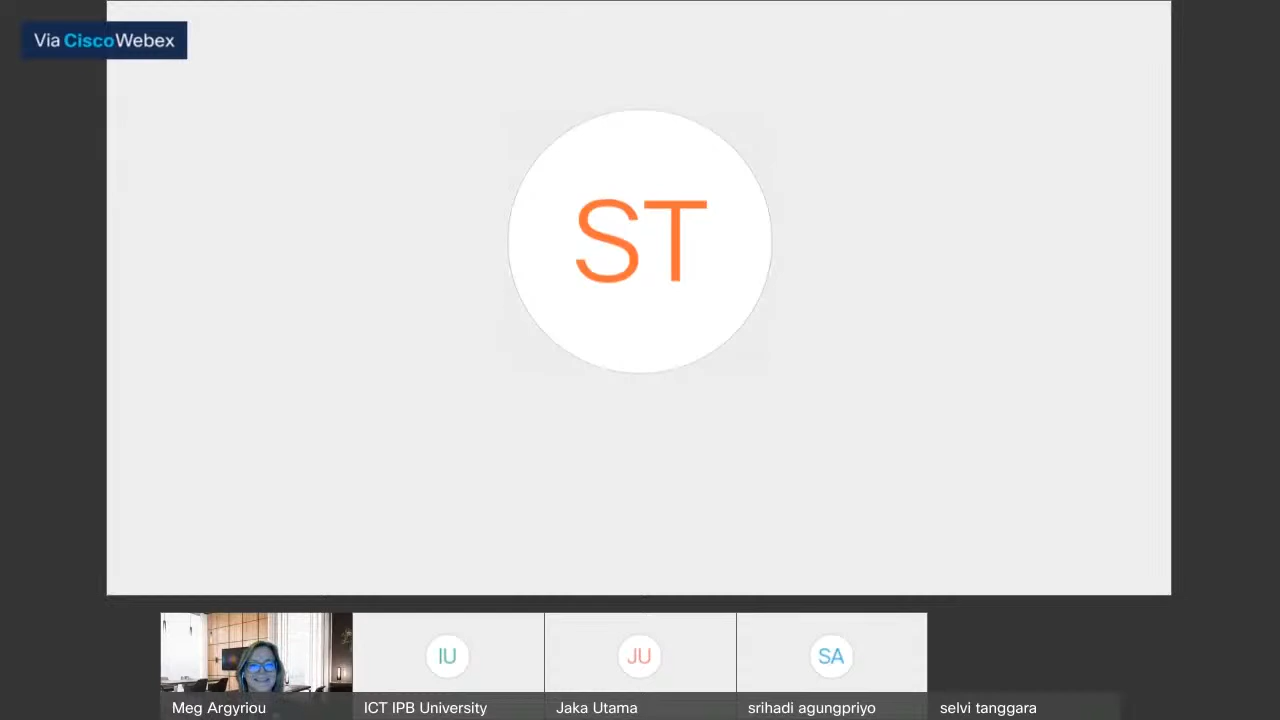 Via CiscoWebex
ST
IU
JU
SA
Meg Argyriou
ICT IPB University
Jaka Utama
srihadi agungpriyo
selvi tanggara